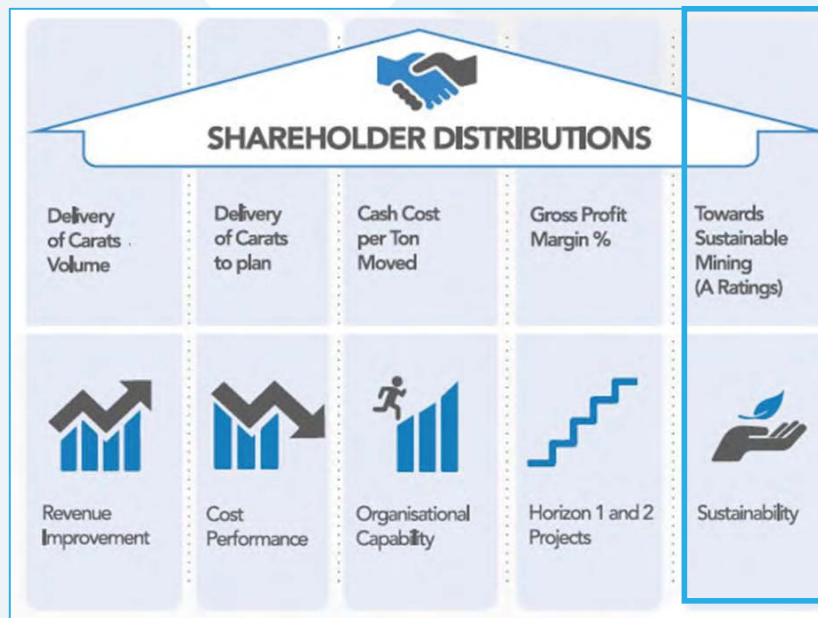 SHAREHOLDER DISTRIBUTIONS
Delivery
of Carats
Volume
Delivery
of Carats
to plan
Cash Cost
per Ton
Moved
Gross Profit
Margin %
Towards
Sustainable
Mining
(A Ratings)
Revenue
Improvement
Cost
Performance
Organisational
Capability
Horizon 1 and 2
Projects
Sustainability